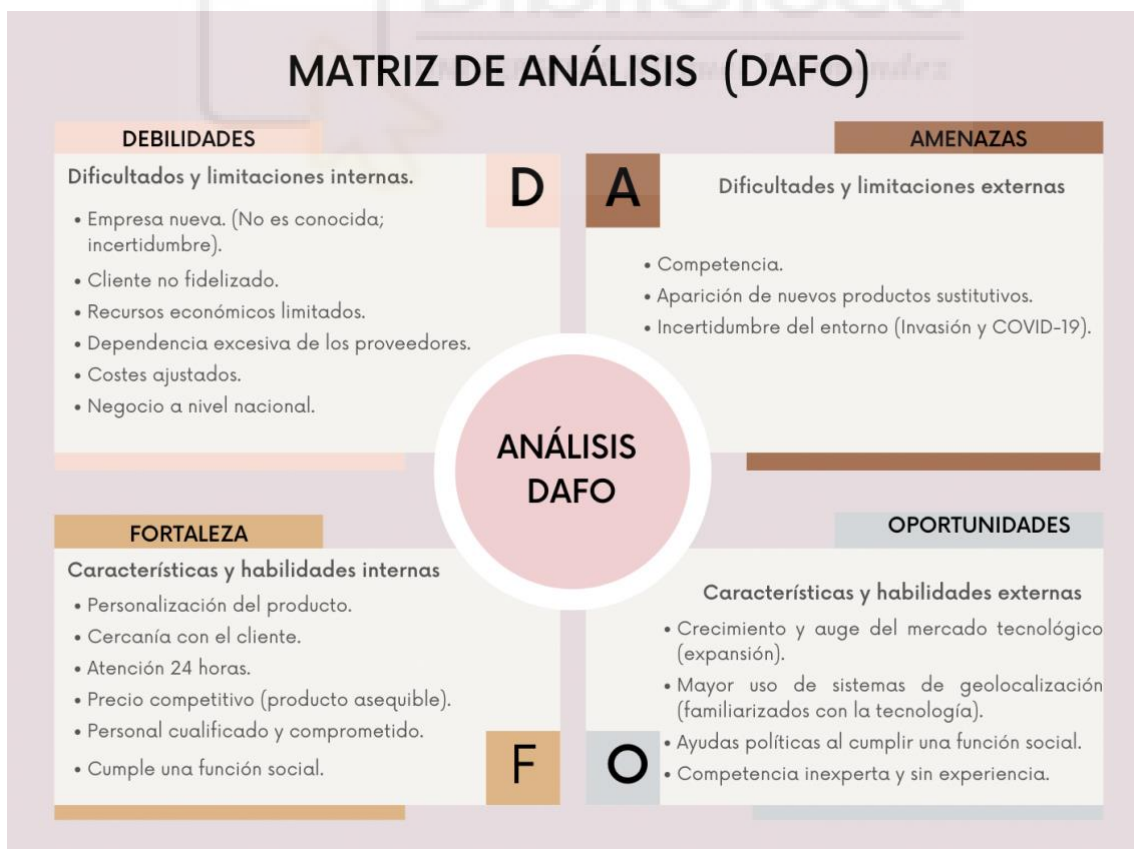 Biblioteca
MATRIZ DE ANÁLISIS (DAFO)
DEBILIDADES
Dificultados y limitaciones internas.
• Empresa nueva. (No es conocida;
incertidumbre).
• Cliente no fidelizado.
• Recursos económicos limitados.
• Dependencia excesiva de los proveedores.
• Costes ajustados.
• Negocio a nivel nacional.
D
A
AMENAZAS
Dificultades y limitaciones externas
• Competencia.
• Aparición de nuevos productos sustitutivos.
• Incertidumbre del entorno (Invasión y COVID-19).
ANÁLISIS
DAFO
FORTALEZA
Características y habilidades internas
• Personalización del producto.
• Cercanía con el cliente.
• Atención 24 horas.
• Precio competitivo (producto asequible).
• Personal cualificado y comprometido.
• Cumple una función social.
F
O
OPORTUNIDADES
Características y habilidades externas
• Crecimiento y auge del mercado tecnológico
(expansión).
• Mayor uso de sistemas de geolocalización
(familiarizados con la tecnología).
• Ayudas políticas al cumplir una función social.
• Competencia inexperta y sin experiencia.